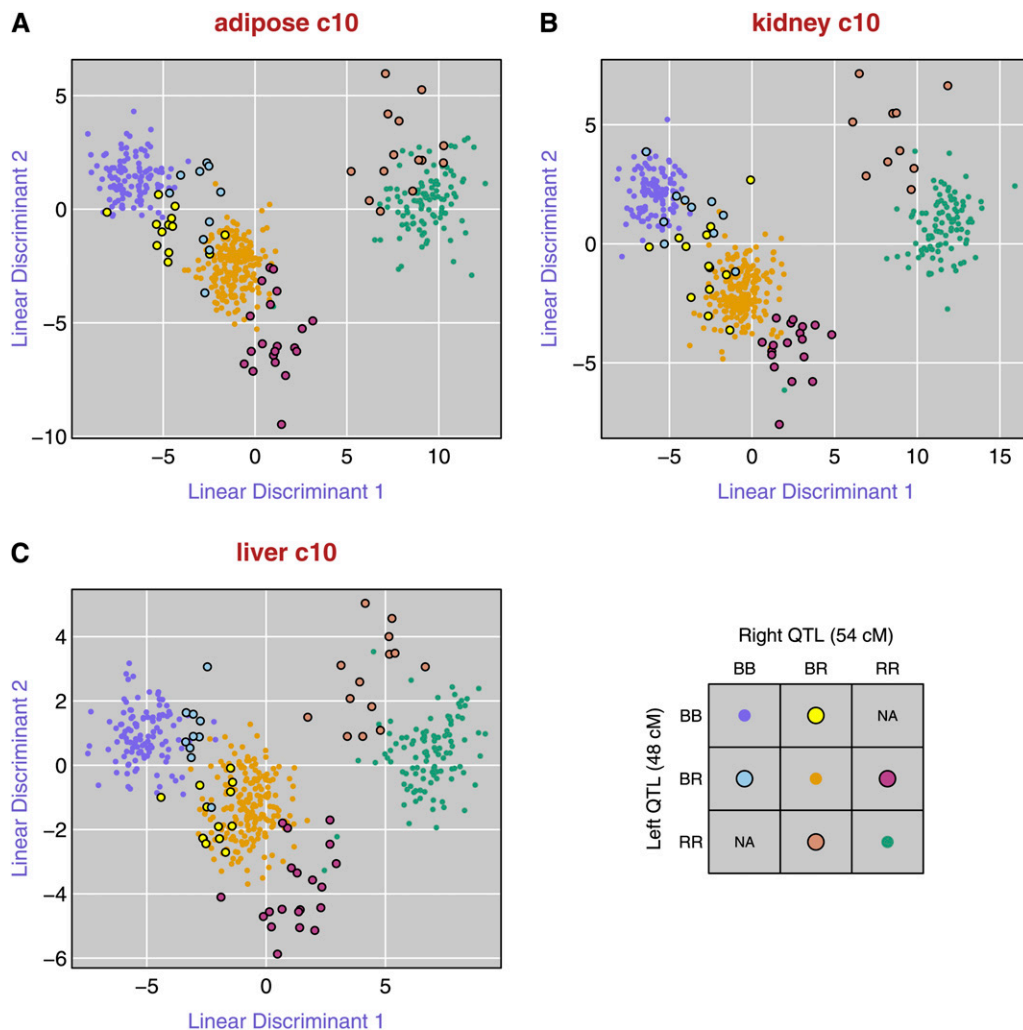 A
adipose c10
5
0
−5
−10
−5
0
5
10
Linear Discriminant 2
Linear Discriminant 1
B
kidney c10
5
0
−5
−5
0
5
10
15
Linear Discriminant 2
Linear Discriminant 1
C
liver c10
4
2
0
−2
−4
−6
−5
0
5
Linear Discriminant 2
Linear Discriminant 1
Right QTL (54 cM)
BB BR RR
Left QTL (48 cM)
BB NA
BR
RR NA